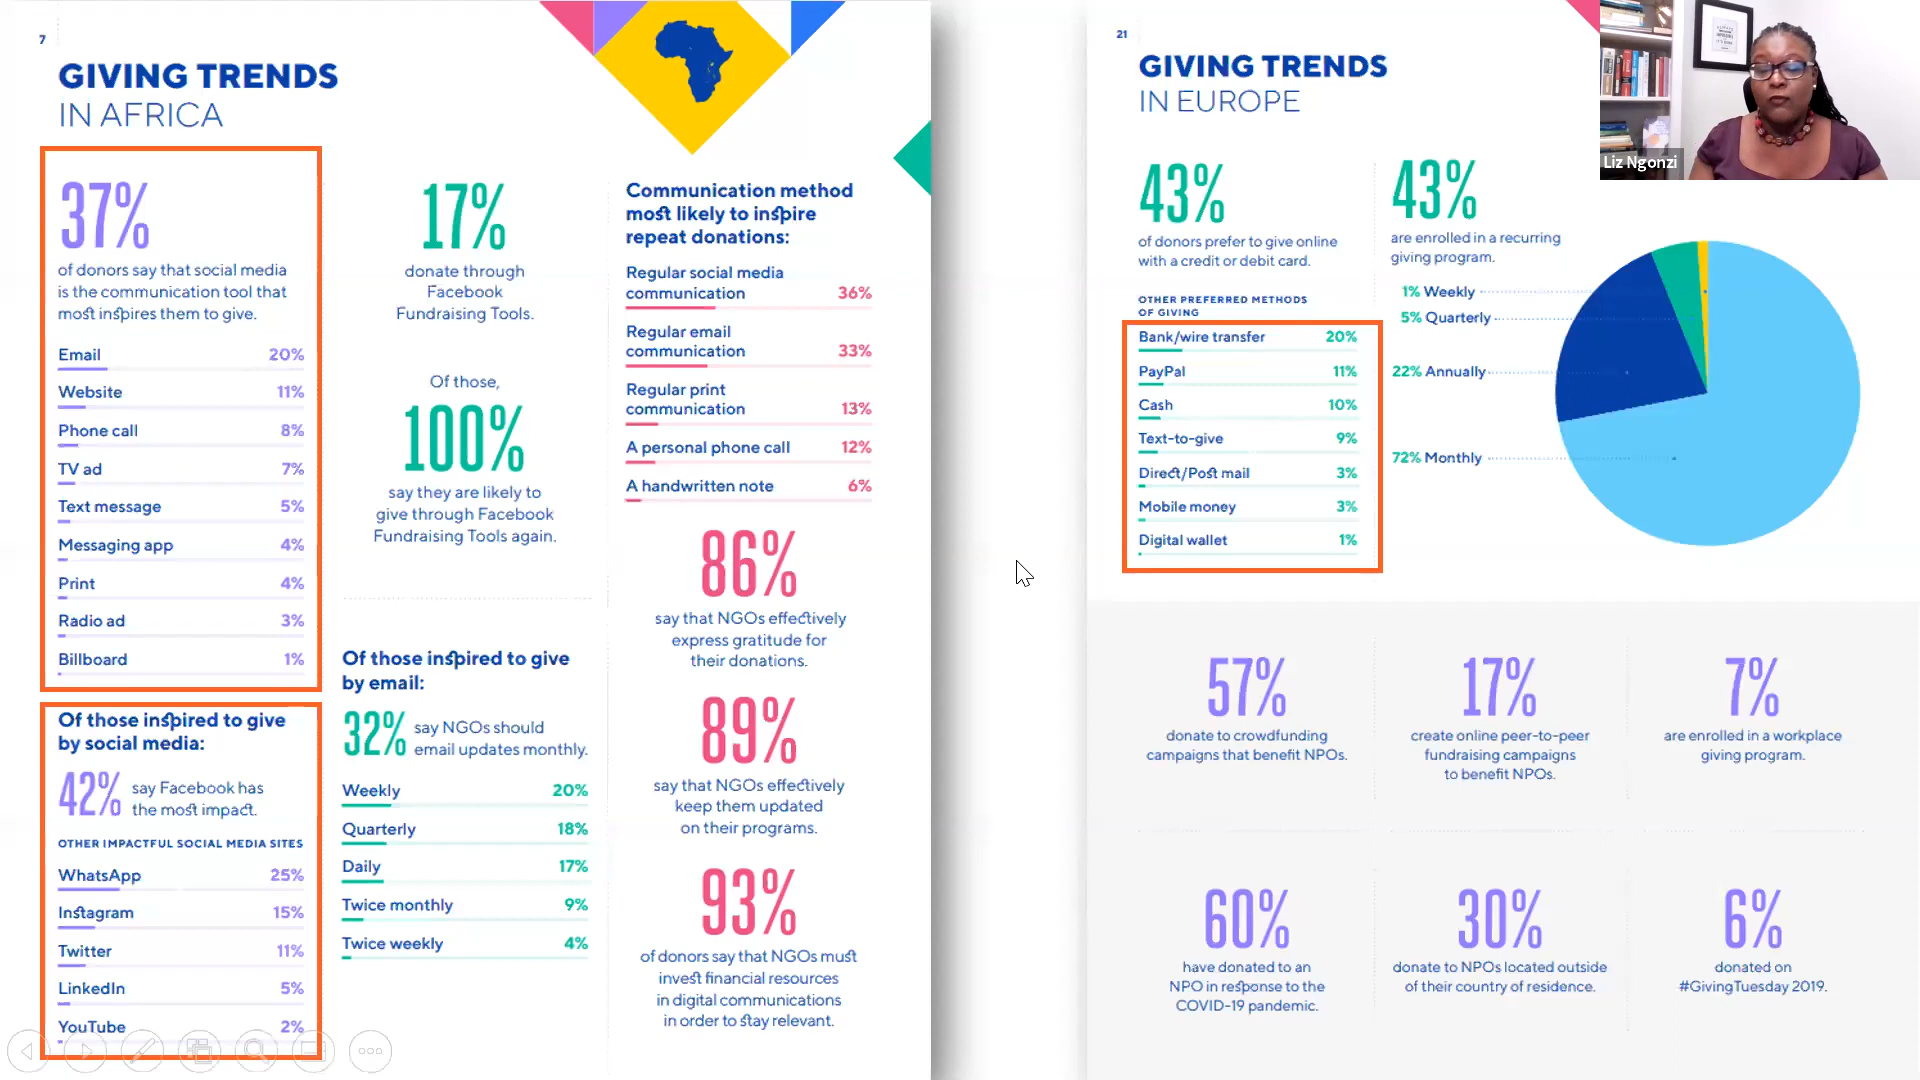 7
GIVING TRENDS
IN AFRICA
37%
of donors say that social media
is the communication tool that
most inspires them to give.
Email 20%
Website 11%
Phone call 8%
TV ad 7%
Text message 5%
Messaging app 4%
Print 4%
Radio ad 3%
Billboard 1%
Of those inspired to give
by social media:
42% say Facebook has
the most impact.
OTHER IMPACTFUL SOCIAL MEDIA SITES
WhatsApp 25%
Instagram 15%
Twitter 11%
LinkedIn 5%
YouTube 2%
17%
donate through
Facebook
Fundraising Tools.
Of those,
100%
say they are likely to
give through Facebook
Fundraising Tools again.
Of those inspired to give
by email:
32% say NGOs should
email updates monthly.
Weekly 20%
Quarterly 18%
Daily 17%
Twice monthly 9%
Twice weekly 4%
Communication method
most likely to inspire
repeat donations:
Regular social media
communication 36%
Regular email
communication 33%
Regular print
communication 13%
A personal phone call 12%
A handwritten note 6%
86%
say that NGOs effectively
express gratitude for
their donations.
89%
say that NGOs effectively
keep them updated
on their programs.
93%
of donors say that NGOs must
invest financial resources
in digital communications
in order to stay relevant.
21
GIVING TRENDS
IN EUROPE
43%
of donors prefer to give online
with a credit or debit card.
OTHER PREFERRED METHODS
OF GIVING
Bank/wire transfer 20%
PayPal 11%
Cash 10%
Text-to-give 9%
Direct/Post mail 3%
Mobile money 3%
Digital wallet 1%
43%
are enrolled in a recurring
giving program.
1% Weekly
5% Quarterly
22% Annually
72% Monthly
57%
donate to crowdfunding
campaigns that benefit NPOs.
17%
create online peer-to-peer
fundraising campaigns
to benefit NPOs.
7%
are enrolled in a workplace
giving program.
60%
have donated to an
NPO in response to the
COVID-19 pandemic.
30%
donate to NPOs located outside
of their country of residence.
6%
donated on
#GivingTuesday 2019.
Liz Ngonzi